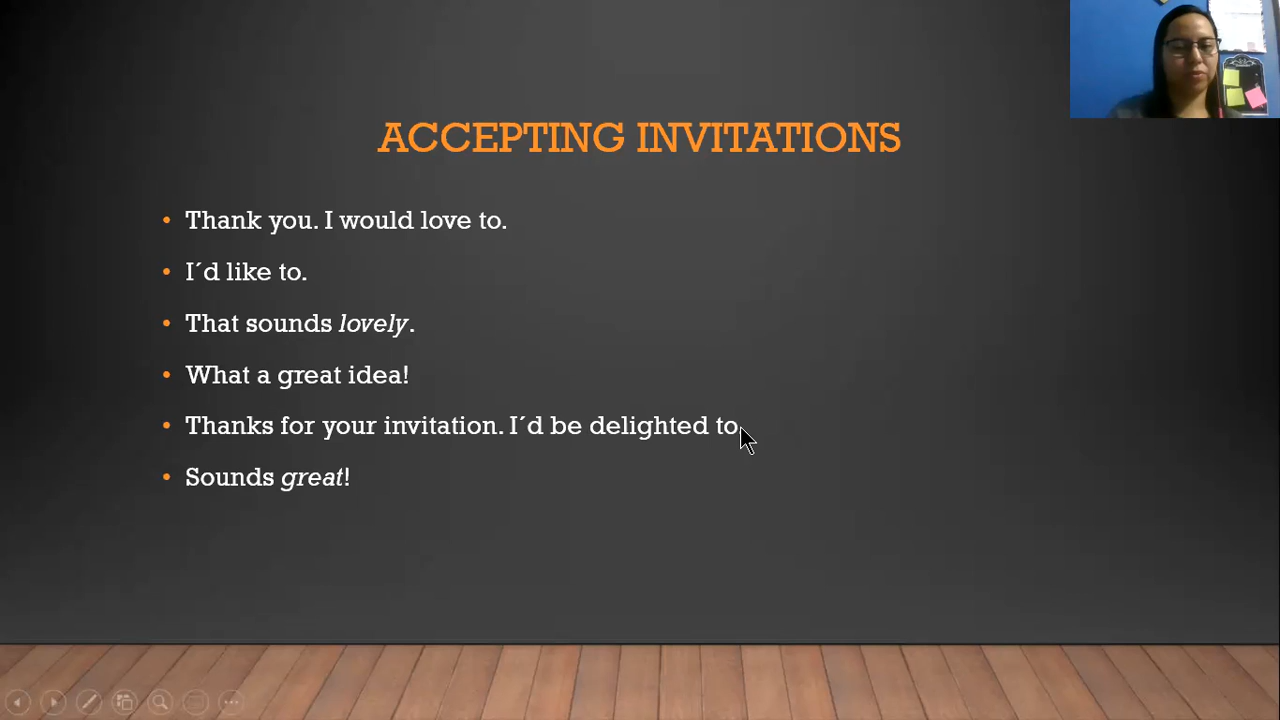 ACCEPTING INVITATIONS
• Thank you. I would love to.
• I´d like to.
• That sounds lovely.
• What a great idea!
• Thanks for your invitation. I´d be delighted to.
• Sounds great!